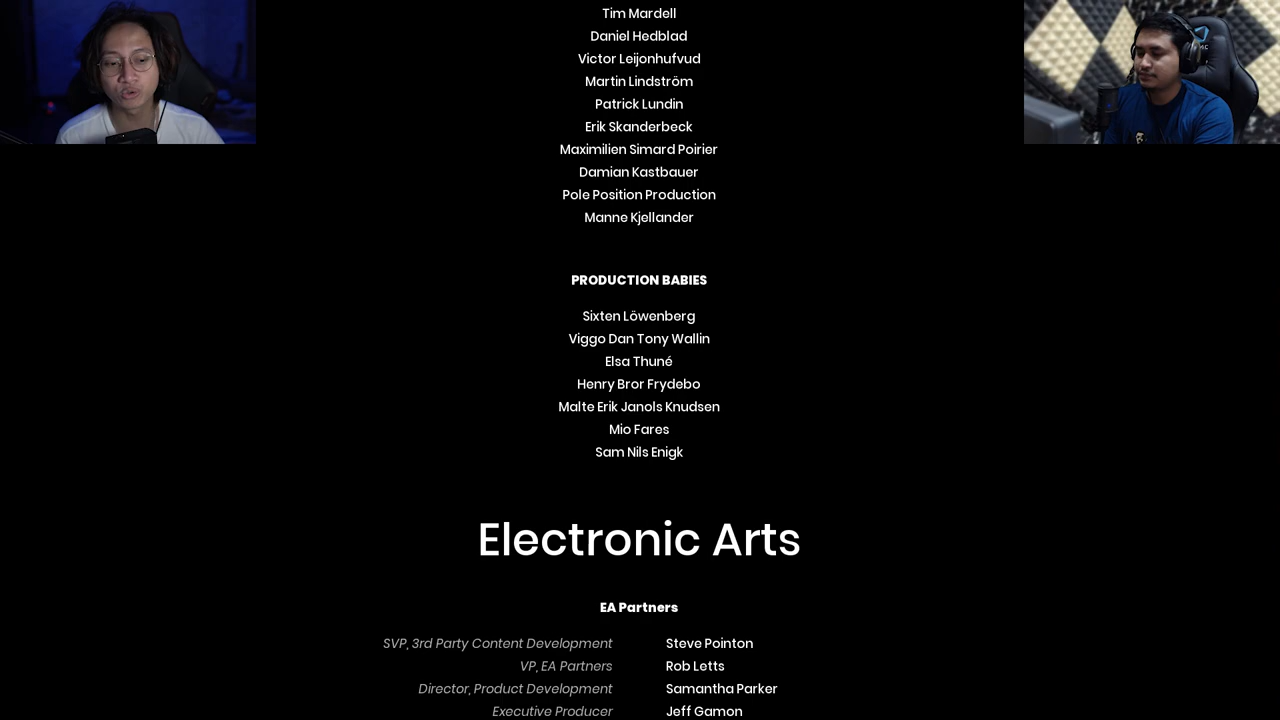 Tim Mardell
Daniel Hedblad
Victor Leijonhufvud
Martin Lindström
Patrick Lundin
Erik Skanderbeck
Maximilien Simard Poirier
Damian Kastbauer
Pole Position Production
Manne Kjellander
PRODUCTION BABIES
Sixten Löwenberg
Viggo Dan Tony Wallin
Elsa Thuné
Henry Bror Frydebo
Malte Erik Janols Knudsen
Mio Fares
Sam Nils Enigk
Electronic Arts
EA Partners
SVP, 3rd Party Content Development Steve Pointon
VP, EA Partners Rob Letts
Director, Product Development Samantha Parker
Executive Producer Jeff Gamon